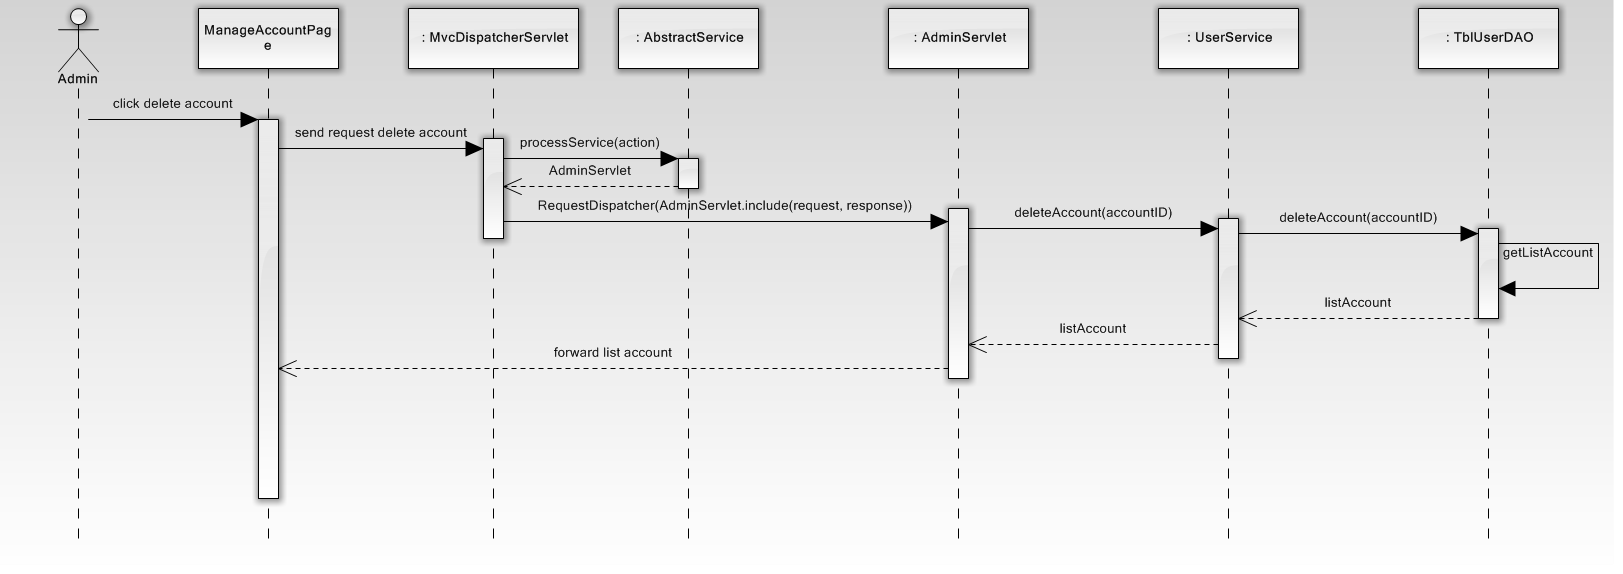 Admin
ManageAccountPag
e
: MvcDispatcherServlet
: AbstractService
: AdminServlet
: UserService
: TblUserDAO
click delete account
send request delete account
processService(action)
AdminServlet
RequestDispatcher(AdminServlet.include(request, response))
deleteAccount(accountID)
deleteAccount(accountID)
getListAccount
listAccount
listAccount
forward list account